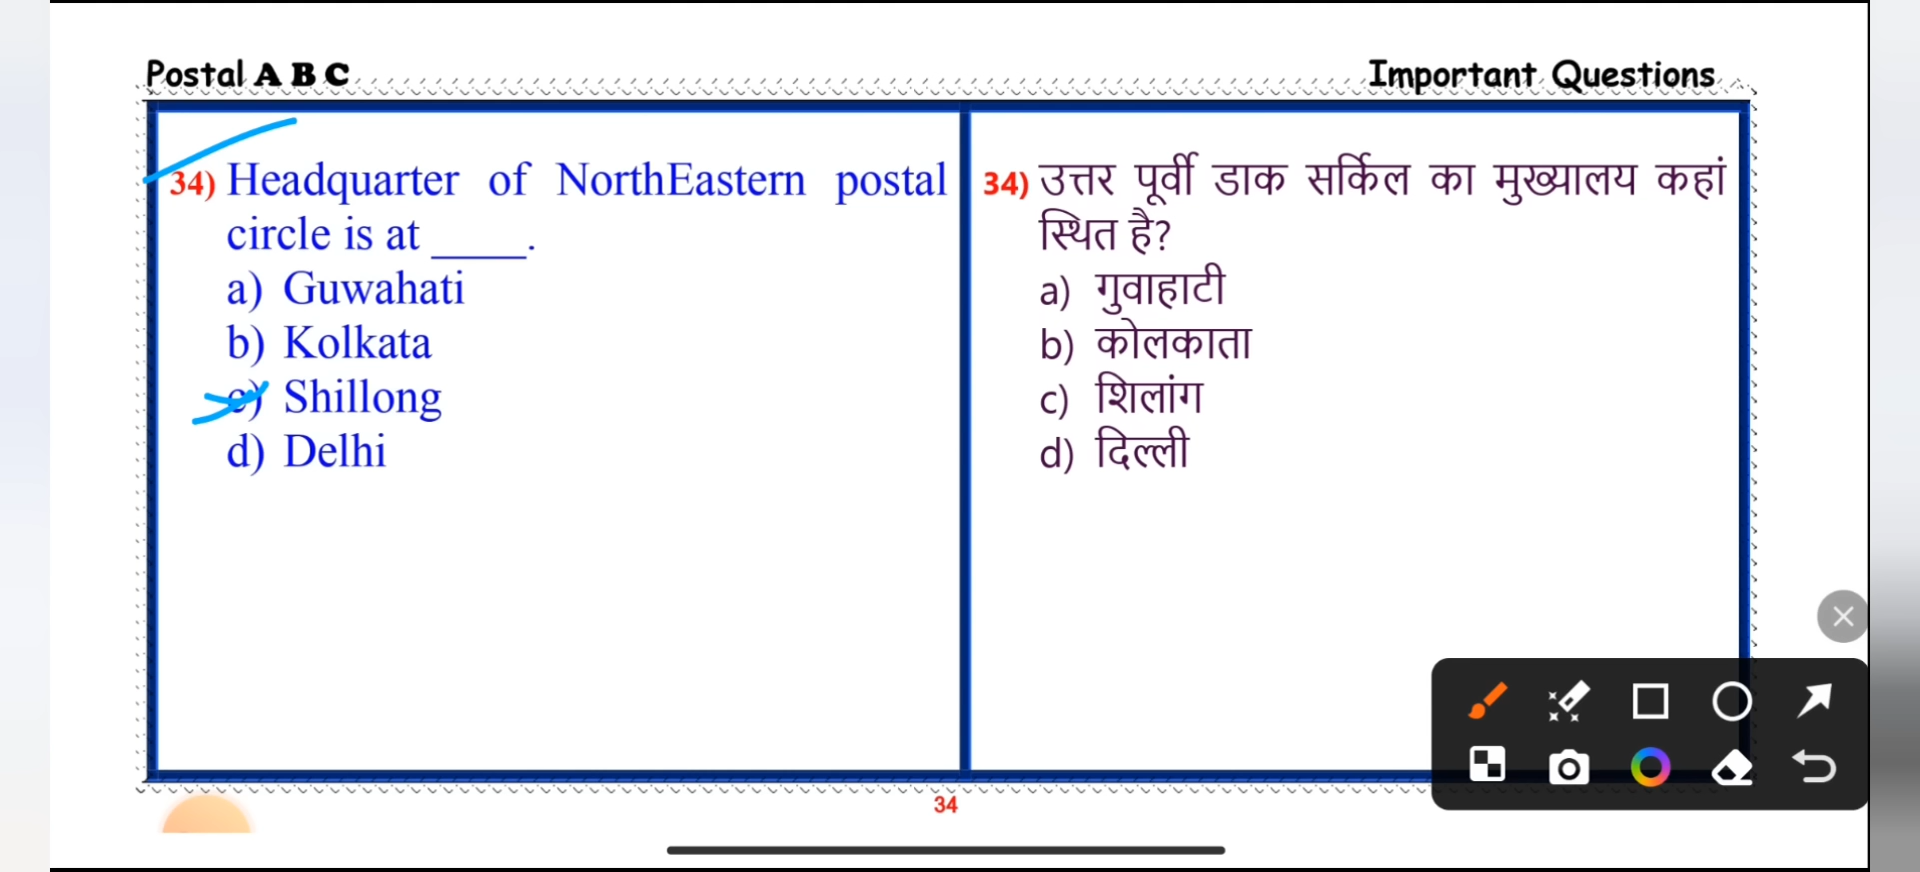 Postal A B C
Important Questions
34) Headquarter of NorthEastern postal
circle is at _____.
a) Guwahati
b) Kolkata
c) Shillong
d) Delhi
34) उत्तर पूर्वी डाक सर्किल का मुख्यालय कहां
स्थित है?
a) गुवाहाटी
b) कोलकाता
c) शिलांग
d) दिल्ली
34